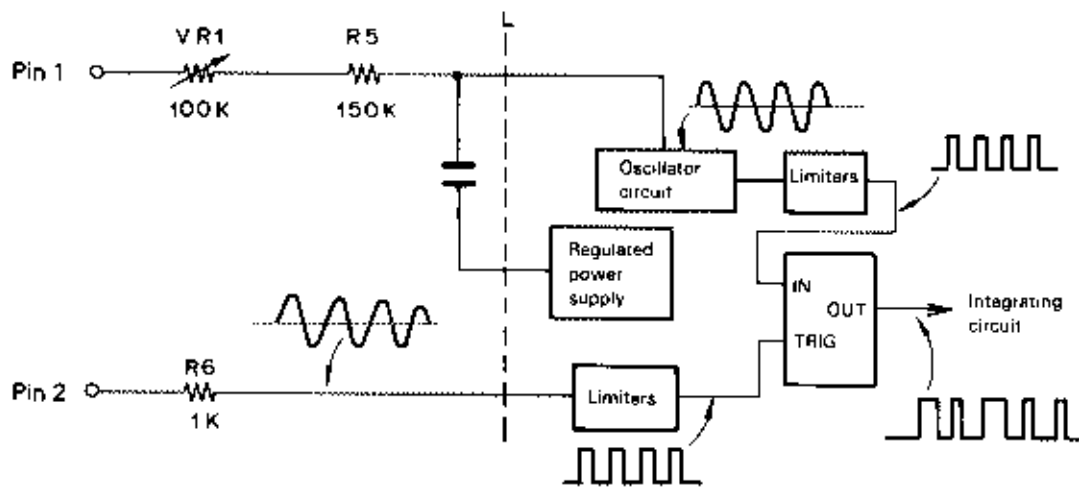 L
Pin 1
VR1
100K
R5
150K
Oscillator
circuit
Limiters
Regulated
power
supply
IN
OUT
TRIG
Integrating
circuit
Pin 2
R6
1K
Limiters